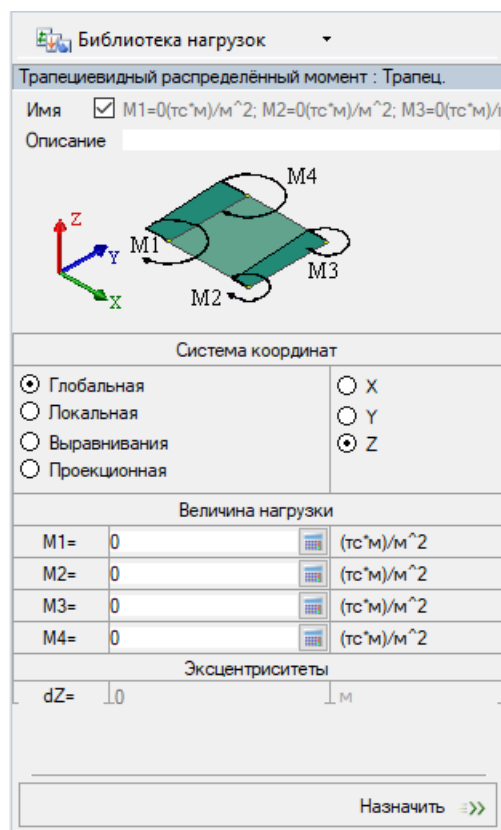 Библиотека нагрузок
Трапециевидный распределённый момент : Трапец.
Имя M1=0(тс*м)/м^2; M2=0(тс*м)/м^2; M3=0(тс*м)/
Описание
M4
Z
Y
M1
M3
X
M2
Система координат
Глобальная X
Локальная Y
Выравнивания Z
Проекционная
Величина нагрузки
M1= 0 (тс*м)/м^2
M2= 0 (тс*м)/м^2
M3= 0 (тс*м)/м^2
M4= 0 (тс*м)/м^2
Эксцентриситеты
dZ= 0 м
Назначить